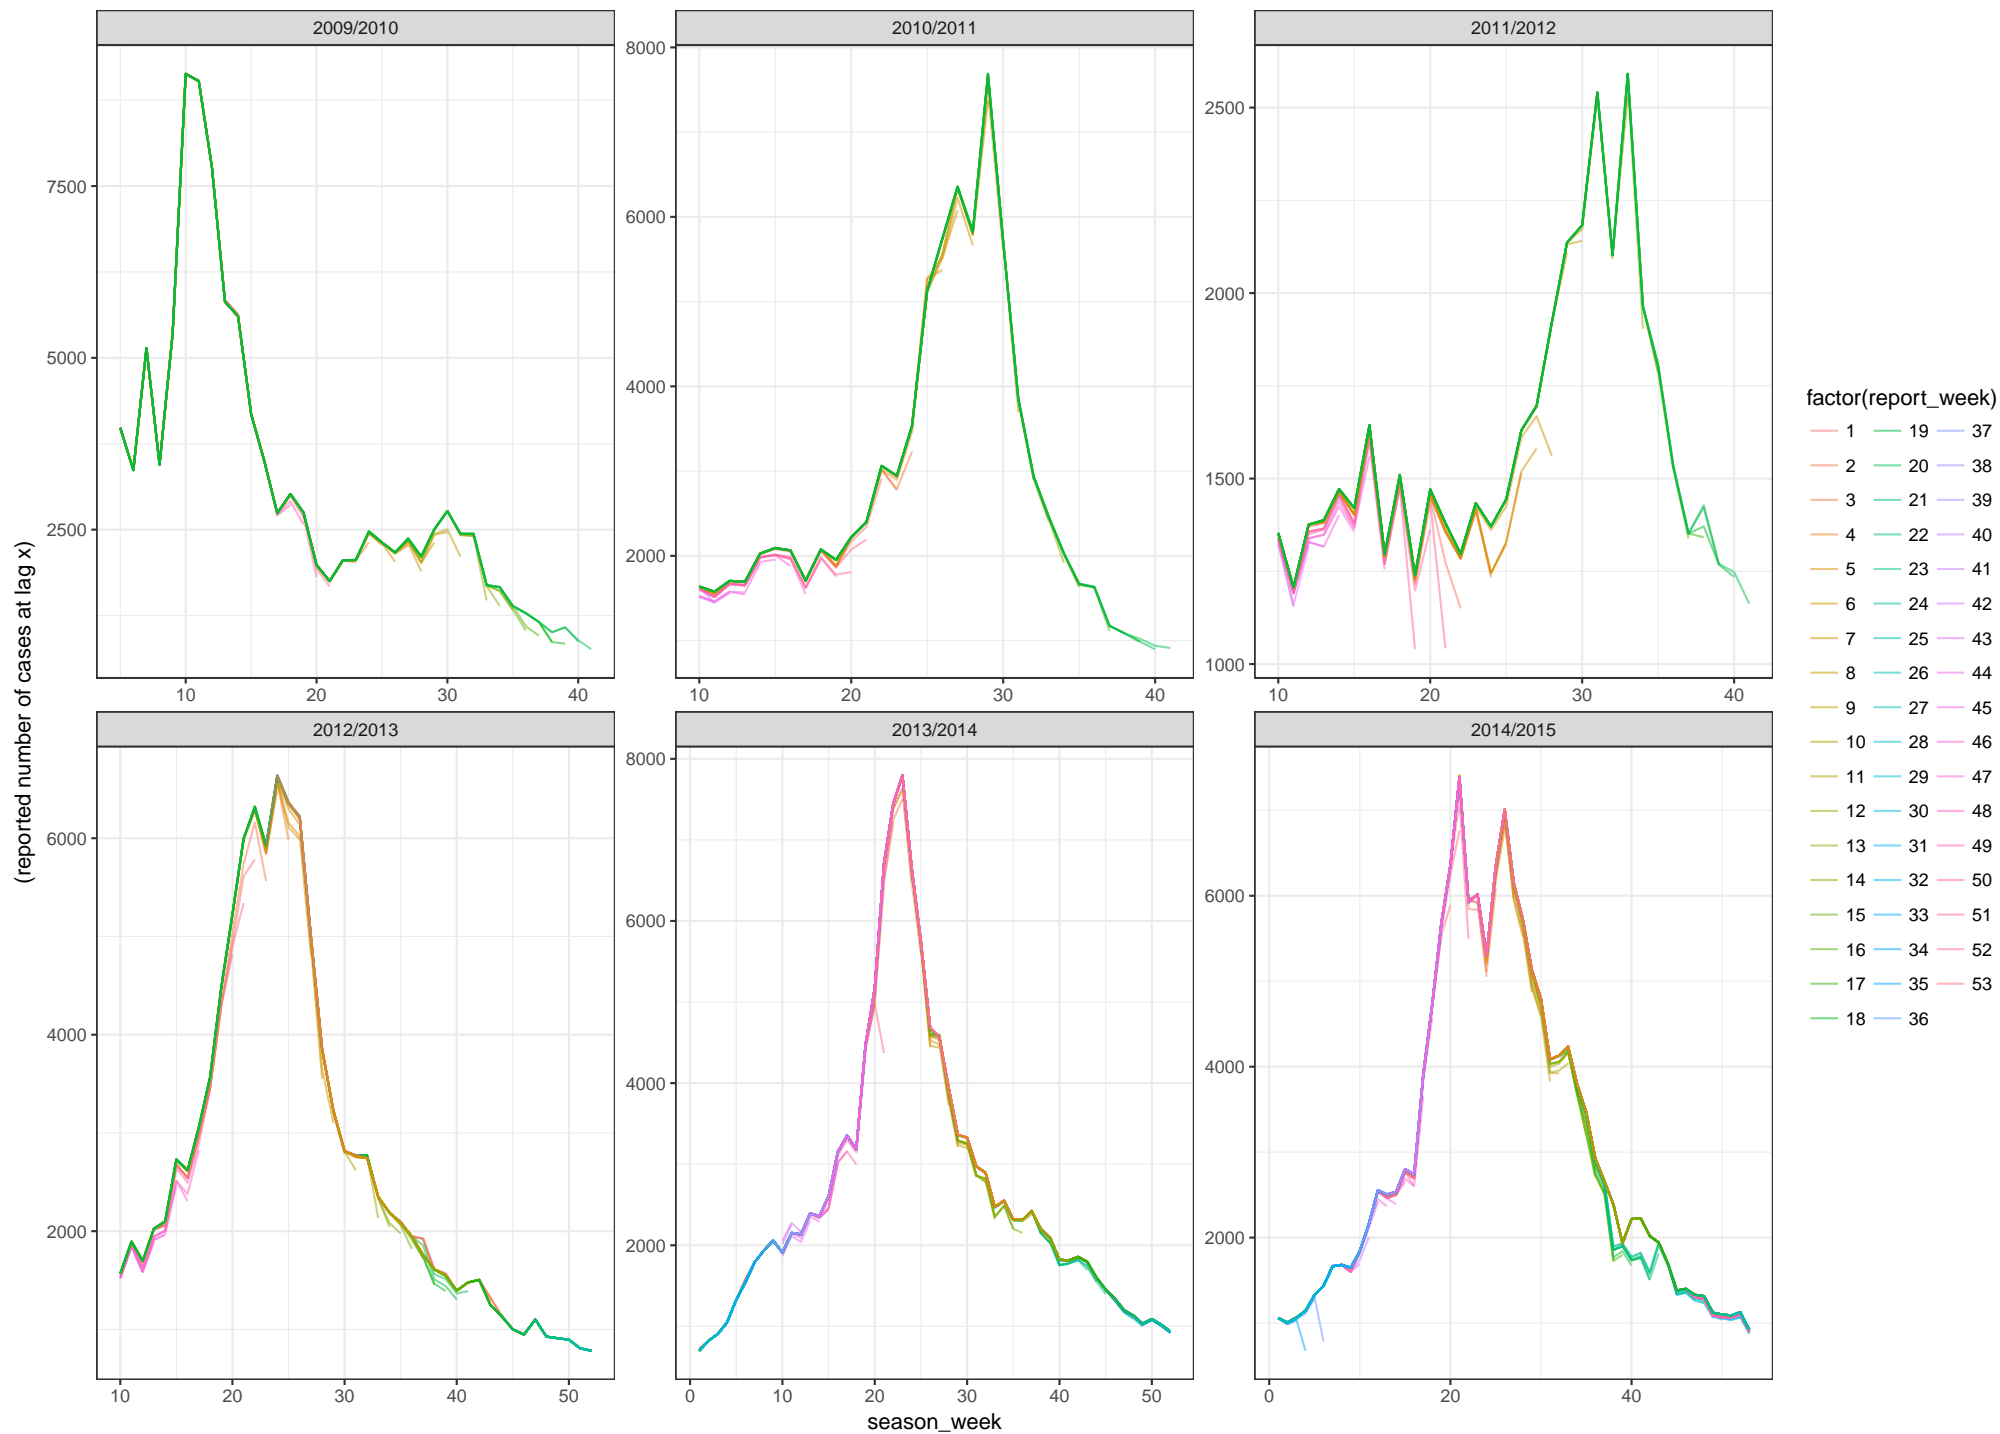 2009/2010
2010/2011
2011/2012
7500
5000
2500
10 20 30 40
8000
6000
4000
2000
10 20 30 40
2500
2000
1500
1000
10 20 30 40
2012/2013
2013/2014
2014/2015
6000
4000
2000
10 20 30 40 50
8000
6000
4000
2000
0 10 20 30 40 50
6000
4000
2000
0 20 40
(reported number of cases at lag x)
season_week
factor(report_week)
1 19 37
2 20 38
3 21 39
4 22 40
5 23 41
6 24 42
7 25 43
8 26 44
9 27 45
10 28 46
11 29 47
12 30 48
13 31 49
14 32 50
15 33 51
16 34 52
17 35 53
18 36